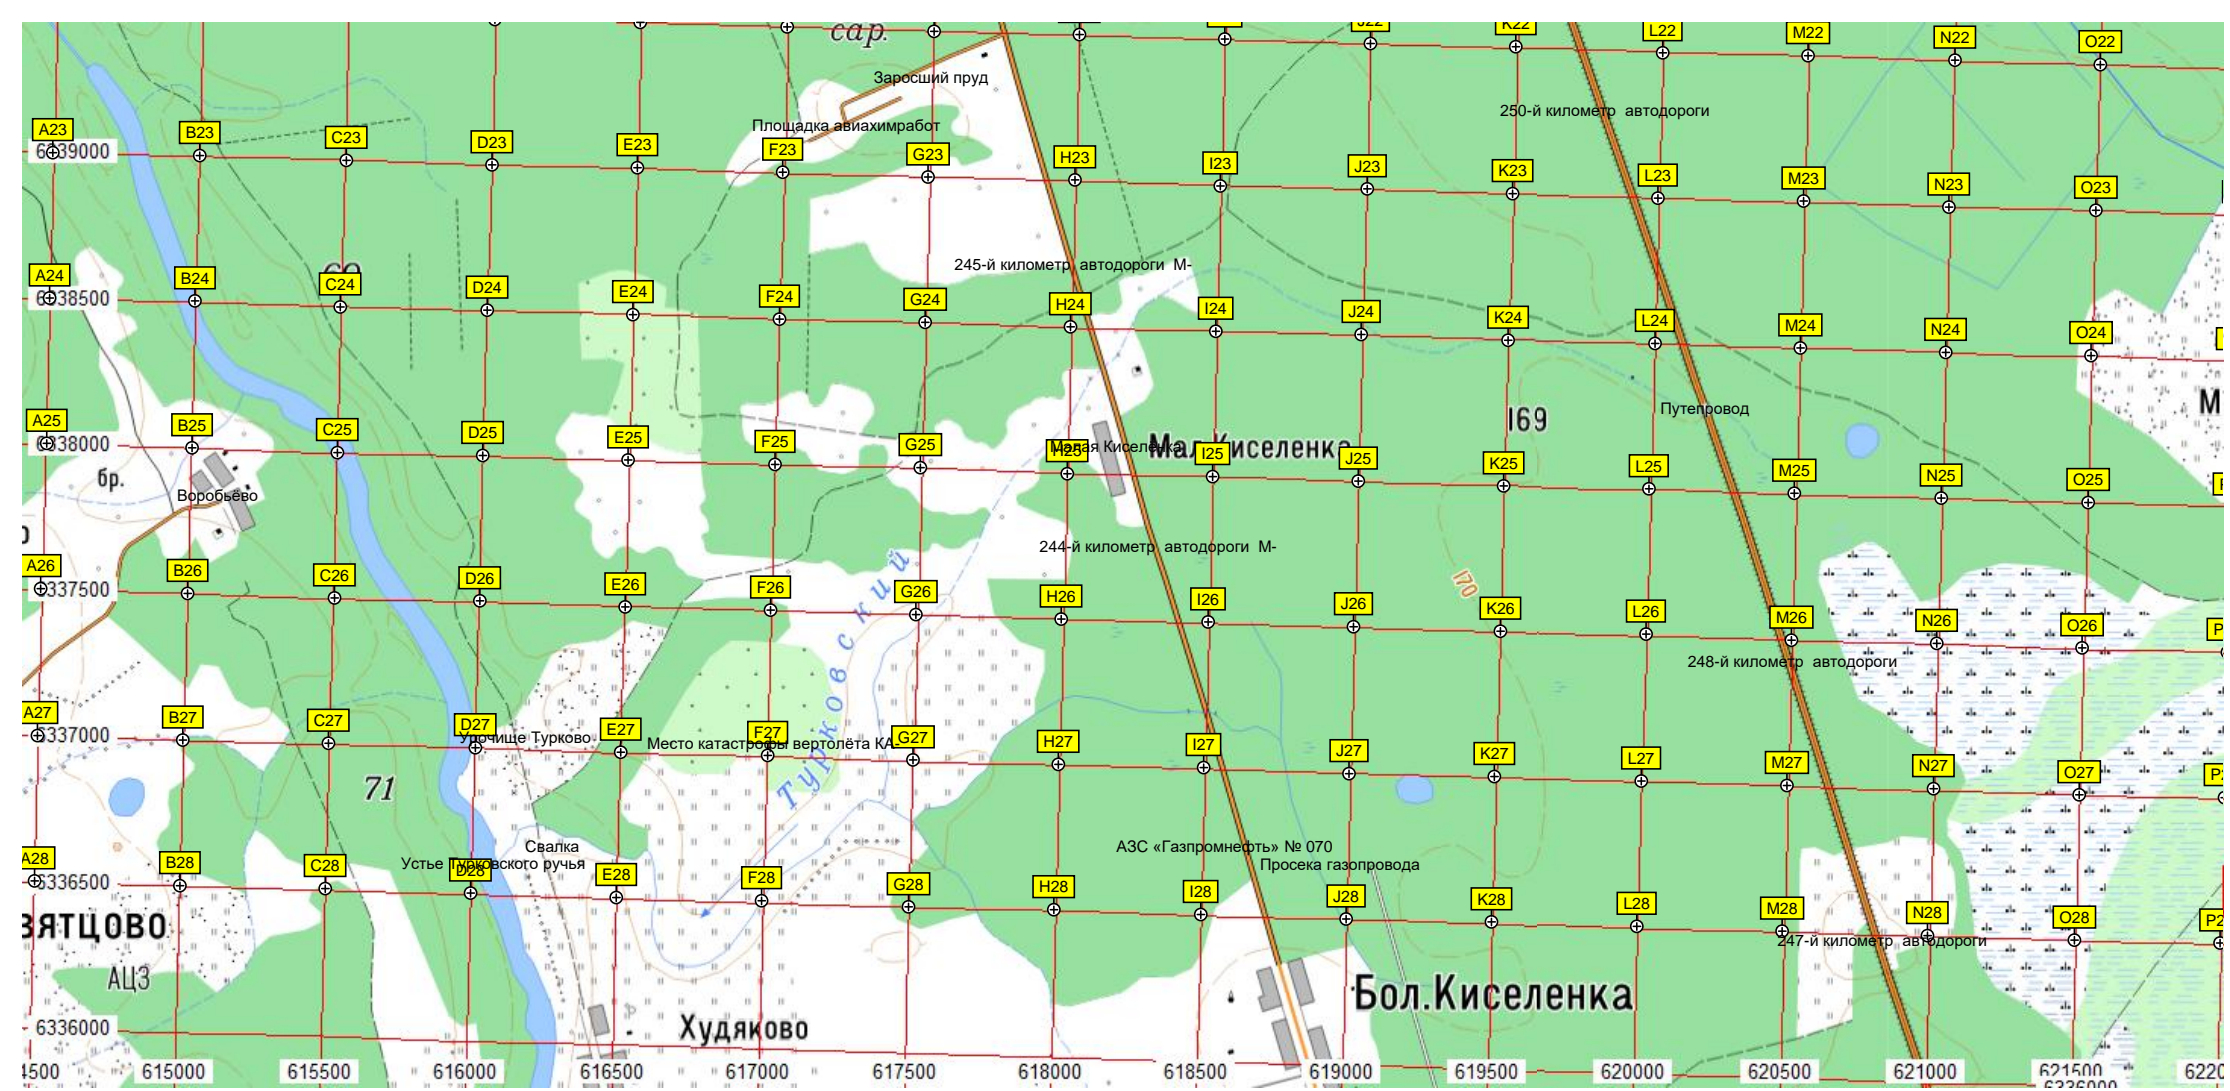 сар.
J22
K22
L22
M22
N22
O22
Заросший пруд
250-й километр автодороги
Площадка авиахимработ
A23
B23
C23
D23
E23
F23
G23
H23
I23
J23
K23
L23
M23
N23
O23
6339000
245-й километр автодороги М-
A24
B24
C24
D24
E24
F24
G24
H24
I24
J24
K24
L24
M24
N24
O24
6338500
Путепровод
169
A25
B25
C25
D25
E25
F25
G25
H25
I25
J25
K25
L25
M25
N25
O25
6338000
Малая Киселёнка
Мал.Киселенка
бр.
Воробьёво
244-й километр автодороги М-
A26
B26
C26
D26
E26
F26
G26
H26
I26
J26
K26
L26
M26
N26
O26
6337500
170
248-й километр автодороги
Турковский
A27
B27
C27
D27
E27
F27
G27
H27
I27
J27
K27
L27
M27
N27
O27
6337000
Урочище Турково
Место катастрофы вертолёта КА-
71
Свалка
АЗС «Газпромнефть» № 070
Устье Турковского ручья
Просека газопровода
A28
B28
C28
D28
E28
F28
G28
H28
I28
J28
K28
L28
M28
N28
O28
6336500
247-й километр автодороги
ВЯТЦОВО
АЦЗ
Бол.Киселенка
Худяково
6336000
4500
615000
615500
616000
616500
617000
617500
618000
618500
619000
619500
620000
620500
621000
621500
6220